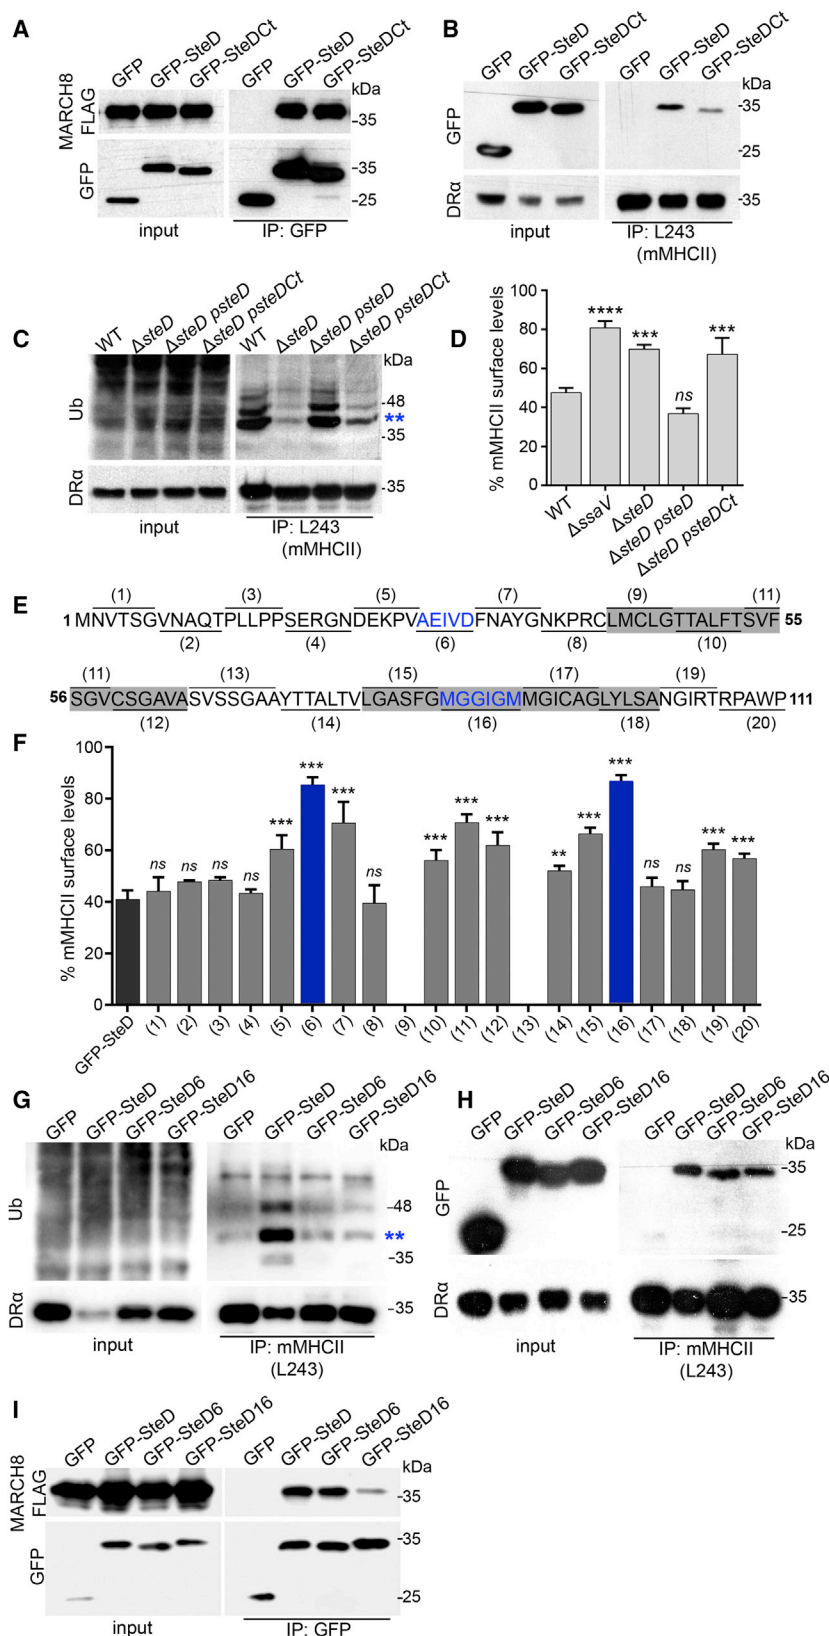 A
GFP
GFP-SteD
GFP-SteDCt
GFP
GFP-SteD
GFP-SteDCt
kDa
MARCH8
FLAG
-35
GFP
-35
-25
input
IP: GFP
B
GFP
GFP-SteD
GFP-SteDCt
GFP
GFP-SteD
GFP-SteDCt
kDa
GFP
-35
-25
DRα
-35
input
IP: L243
(mMHCII)
C
WT
ΔsteD
ΔsteD psteD
ΔsteD psteDCt
WT
ΔsteD
ΔsteD psteD
ΔsteD psteDCt
kDa
Ub
-48
**
-35
DRα
-35
input
IP: L243
(mMHCII)
D
% mMHCII surface levels
100
80
60
40
20
0
****
***
ns
***
WT
ΔssaV
ΔsteD
ΔsteD psteD
ΔsteD psteDCt
E
(1) (3) (5) (7) (9) (11)
1 MNVTSGVNAQTPLLPPSERGNDEKPVAEIVDFNAYGNKPRCLMCLGTTALFTSVF 55
(2) (4) (6) (8) (10)
(11) (13) (15) (17) (19)
56 SGVCSGAVASVSSGAAYTTALTVLGASFGMGGIGMMGICAGLYLSANGIRTRPAWP 111
(12) (14) (16) (18) (20)
F
% mMHCII surface levels
100
80
60
40
20
0
ns ns ns ns *** *** *** ns *** *** *** ** *** *** ns ns *** ***
GFP-SteD (1) (2) (3) (4) (5) (6) (7) (8) (9) (10) (11) (12) (13) (14) (15) (16) (17) (18) (19) (20)
G
GFP
GFP-SteD
GFP-SteD6
GFP-SteD16
GFP
GFP-SteD
GFP-SteD6
GFP-SteD16
kDa
Ub
-48
**
-35
DRα
-35
input
IP: mMHCII
(L243)
H
GFP
GFP-SteD
GFP-SteD6
GFP-SteD16
GFP
GFP-SteD
GFP-SteD6
GFP-SteD16
kDa
GFP
-35
-25
DRα
-35
input
IP: mMHCII
(L243)
I
GFP
GFP-SteD
GFP-SteD6
GFP-SteD16
GFP
GFP-SteD
GFP-SteD6
GFP-SteD16
kDa
MARCH8
FLAG
-35
GFP
-35
-25
input
IP: GFP